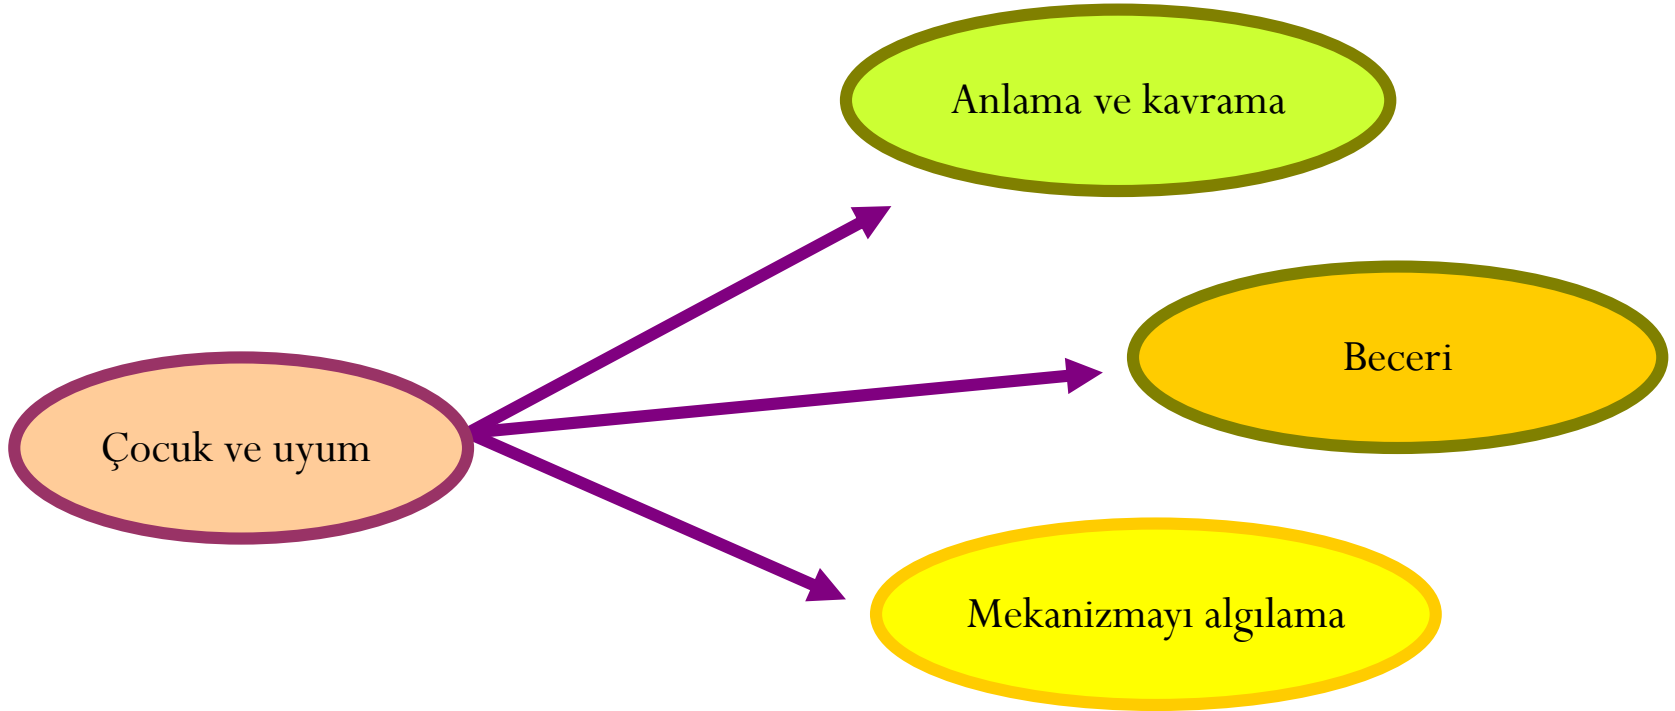 Anlama ve kavrama
Beceri
Çocuk ve uyum
Mekanizmayı algılama